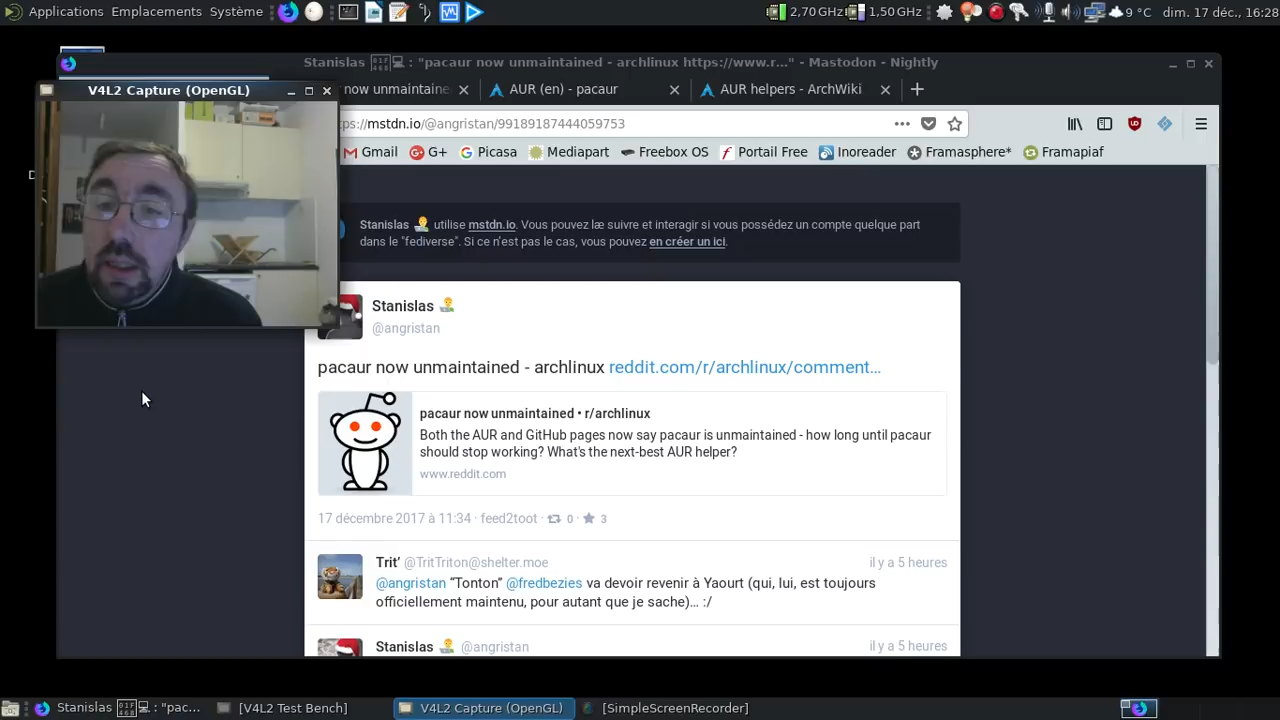 Applications Emplacements Système 2,70 GHz 1,50 GHz 9 °C dim. 17 déc., 16:28
Stanislas : "pacaur now unmaintained - archlinux https://www.r..." - Mastodon - Nightly
V4L2 Capture (OpenGL)
now unmaintaine AUR (en) - pacaur AUR helpers - ArchWiki
ps://mstdn.io/@angristan/99189187444059753
Gmail G+ Picasa Mediapart Freebox OS Portail Free Inoreader Framasphere* Framapiaf
Stanislas utilise mstdn.io. Vous pouvez læ suivre et interagir si vous possédez un compte quelque part
dans le "fediverse". Si ce n'est pas le cas, vous pouvez en créer un ici.
Stanislas
@angristan
pacaur now unmaintained - archlinux reddit.com/r/archlinux/comment…
pacaur now unmaintained • r/archlinux
Both the AUR and GitHub pages now say pacaur is unmaintained - how long until pacaur
should stop working? What's the next-best AUR helper?
www.reddit.com
17 décembre 2017 à 11:34 · feed2toot · 0 · 3
Trit’ @TritTriton@shelter.moe il y a 5 heures
@angristan “Tonton” @fredbezies va devoir revenir à Yaourt (qui, lui, est toujours
officiellement maintenu, pour autant que je sache)… :/
Stanislas @angristan il y a 5 heures
Stanislas : "pac... [V4L2 Test Bench] V4L2 Capture (OpenGL) [SimpleScreenRecorder]